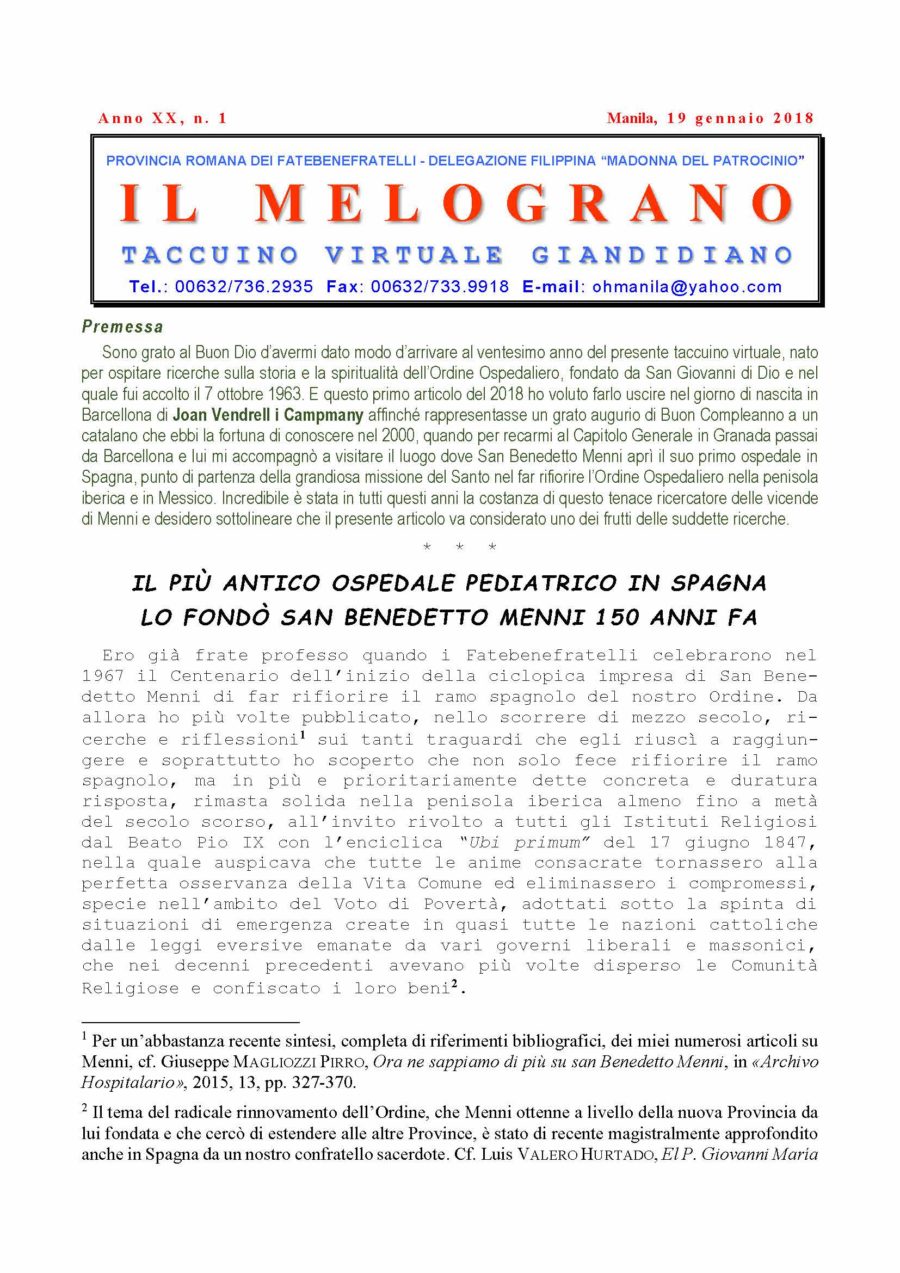 Anno XX, n. 1 Manila, 19 gennaio 2018
PROVINCIA ROMANA DEI FATEBENEFRATELLI - DELEGAZIONE FILIPPINA “MADONNA DEL PATROCINIO”
IL MELOGRANO
TACCUINO VIRTUALE GIANDIDIANO
Tel.: 00632/736.2935 Fax: 00632/733.9918 E-mail: ohmanila@yahoo.com
Premessa
Sono grato al Buon Dio d’avermi dato modo d’arrivare al ventesimo anno del presente taccuino virtuale, nato
per ospitare ricerche sulla storia e la spiritualità dell’Ordine Ospedaliero, fondato da San Giovanni di Dio e nel
quale fui accolto il 7 ottobre 1963. E questo primo articolo del 2018 ho voluto farlo uscire nel giorno di nascita in
Barcellona di Joan Vendrell i Campmany affinché rappresentasse un grato augurio di Buon Compleanno a un
catalano che ebbi la fortuna di conoscere nel 2000, quando per recarmi al Capitolo Generale in Granada passai
da Barcellona e lui mi accompagnò a visitare il luogo dove San Benedetto Menni aprì il suo primo ospedale in
Spagna, punto di partenza della grandiosa missione del Santo nel far rifiorire l’Ordine Ospedaliero nella penisola
iberica e in Messico. Incredibile è stata in tutti questi anni la costanza di questo tenace ricercatore delle vicende
di Menni e desidero sottolineare che il presente articolo va considerato uno dei frutti delle suddette ricerche.
* * *
IL PIÙ ANTICO OSPEDALE PEDIATRICO IN SPAGNA
LO FONDÒ SAN BENEDETTO MENNI 150 ANNI FA
Ero già frate professo quando i Fatebenefratelli celebrarono nel
1967 il Centenario dell’inizio della ciclopica impresa di San Bene-
detto Menni di far rifiorire il ramo spagnolo del nostro Ordine. Da
allora ho più volte pubblicato, nello scorrere di mezzo secolo, ri-
cerche e riflessioni1 sui tanti traguardi che egli riuscì a raggiun-
gere e soprattutto ho scoperto che non solo fece rifiorire il ramo
spagnolo, ma in più e prioritariamente dette concreta e duratura
risposta, rimasta solida nella penisola iberica almeno fino a metà
del secolo scorso, all’invito rivolto a tutti gli Istituti Religiosi
dal Beato Pio IX con l’enciclica “Ubi primum” del 17 giugno 1847,
nella quale auspicava che tutte le anime consacrate tornassero alla
perfetta osservanza della Vita Comune ed eliminassero i compromessi,
specie nell’ambito del Voto di Povertà, adottati sotto la spinta di
situazioni di emergenza create in quasi tutte le nazioni cattoliche
dalle leggi eversive emanate da vari governi liberali e massonici,
che nei decenni precedenti avevano più volte disperso le Comunità
Religiose e confiscato i loro beni2.
1 Per un’abbastanza recente sintesi, completa di riferimenti bibliografici, dei miei numerosi articoli su
Menni, cf. Giuseppe MAGLIOZZI PIRRO, Ora ne sappiamo di più su san Benedetto Menni, in «Archivo
Hospitalario», 2015, 13, pp. 327-370.
2 Il tema del radicale rinnovamento dell’Ordine, che Menni ottenne a livello della nuova Provincia da
lui fondata e che cercò di estendere alle altre Province, è stato di recente magistralmente approfondito
anche in Spagna da un nostro confratello sacerdote. Cf. Luis VALERO HURTADO, El P. Giovanni María